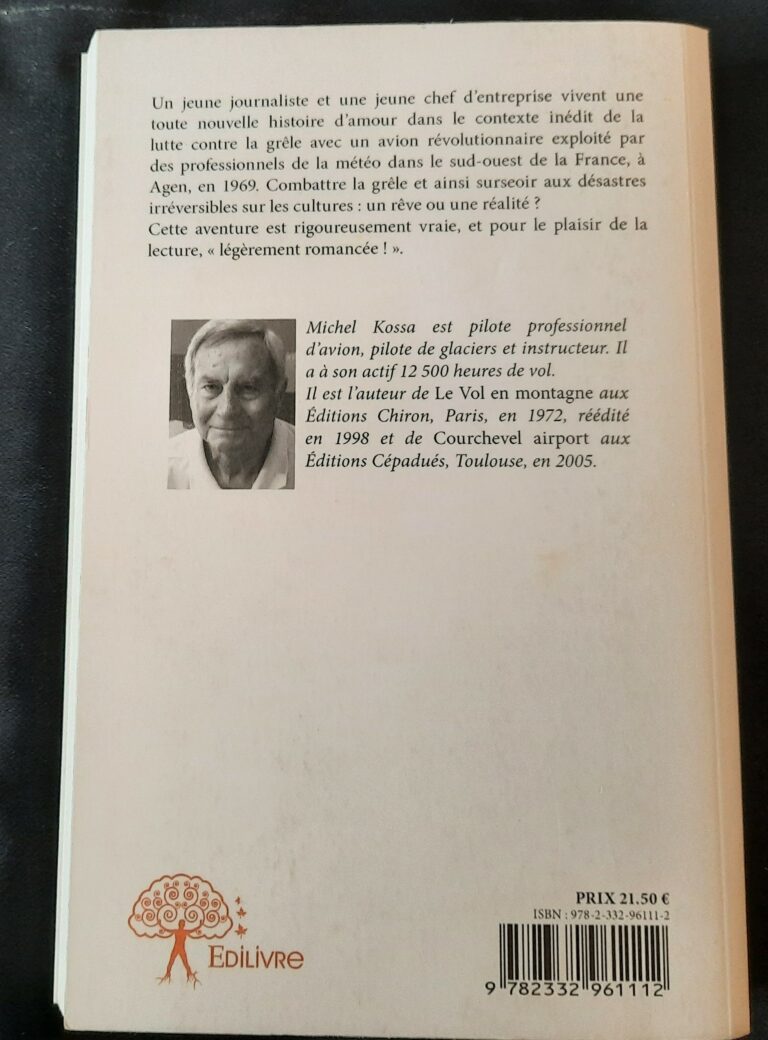 Un jeune journaliste et une jeune chef d'entreprise vivent une
toute nouvelle histoire d'amour dans le contexte inédit de la
lutte contre la grêle avec un avion révolutionnaire exploité par
des professionnels de la météo dans le sud-ouest de la France, à
Agen, en 1969. Combattre la grêle et ainsi surseoir aux désastres
irréversibles sur les cultures : un rêve ou une réalité ?
Cette aventure est rigoureusement vraie, et pour le plaisir de la
lecture, « légèrement romancée ! ».
Michel Kossa est pilote professionnel
d'avion, pilote de glaciers et instructeur. Il
a à son actif 12 500 heures de vol.
Il est l'auteur de Le Vol en montagne aux
Éditions Chiron, Paris, en 1972, réédité
en 1998 et de Courchevel airport aux
Éditions Cépaduès, Toulouse, en 2005.
EDILIVRE
PRIX 21.50 €
ISBN : 978-2-332-96111-2
9 782332 961112